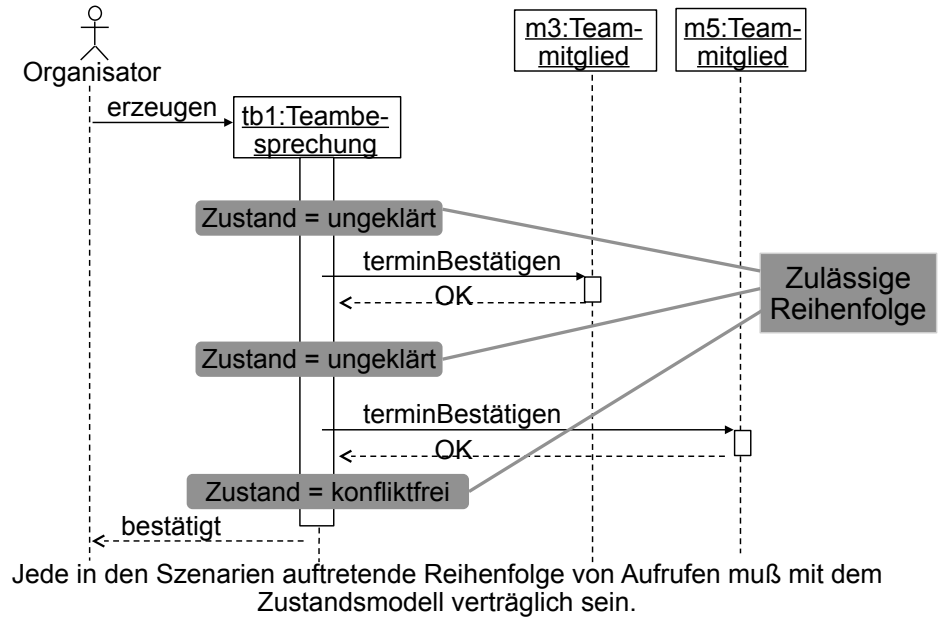 m3:Team-
mitglied
m5:Team-
mitglied
Organisator
erzeugen
tb1:Teambe-
sprechung
Zustand = ungeklärt
terminBestätigen
OK
Zulässige
Reihenfolge
Zustand = ungeklärt
terminBestätigen
OK
Zustand = konfliktfrei
bestätigt
Jede in den Szenarien auftretende Reihenfolge von Aufrufen muß mit dem
Zustandsmodell verträglich sein.